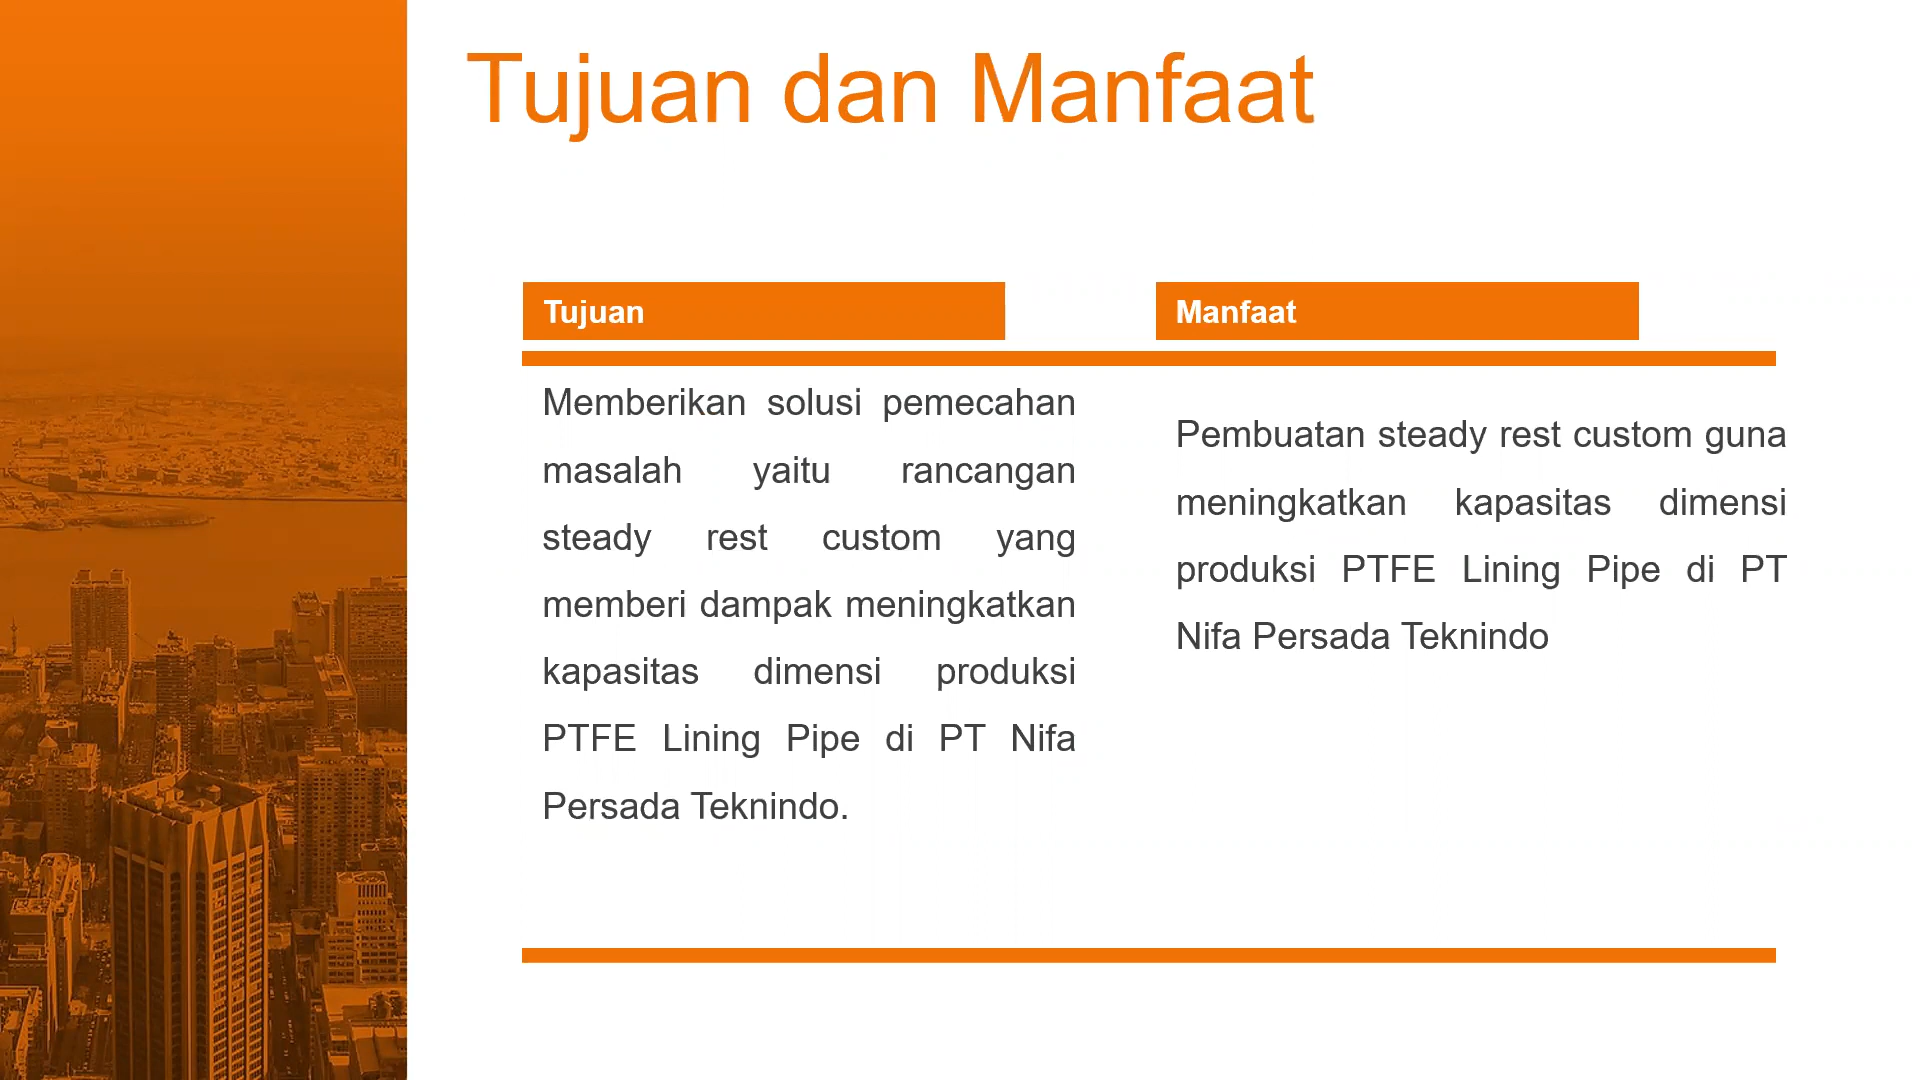 Tujuan dan Manfaat
Tujuan
Memberikan solusi pemecahan
masalah yaitu rancangan
steady rest custom yang
memberi dampak meningkatkan
kapasitas dimensi produksi
PTFE Lining Pipe di PT Nifa
Persada Teknindo.
Manfaat
Pembuatan steady rest custom guna
meningkatkan kapasitas dimensi
produksi PTFE Lining Pipe di PT
Nifa Persada Teknindo